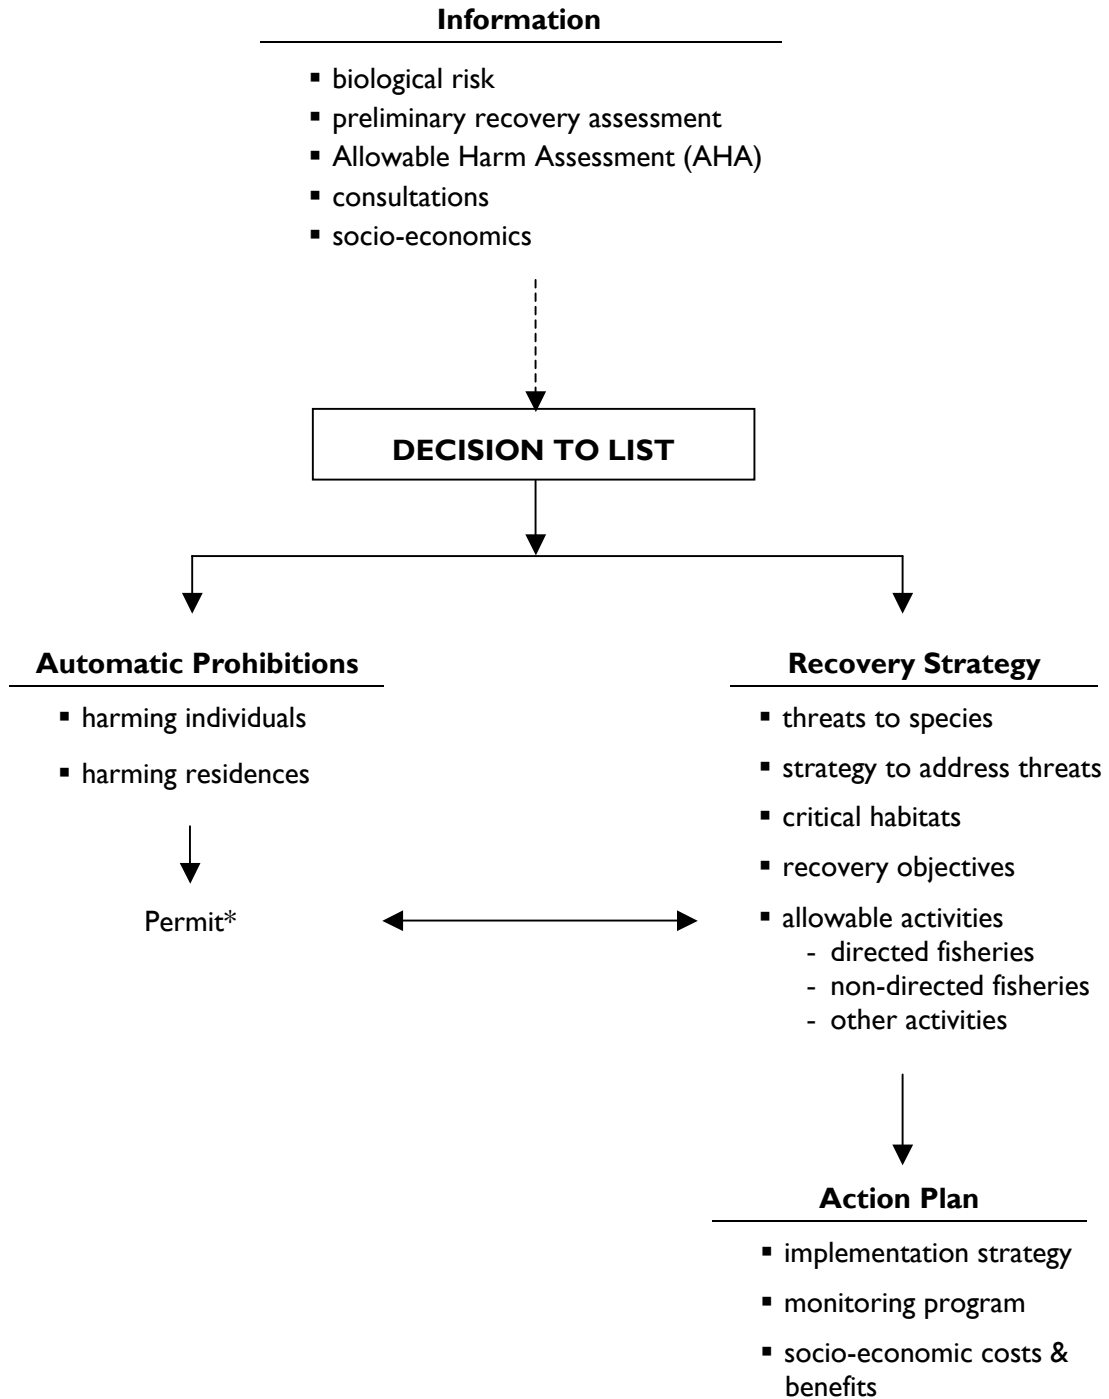 Information
▪ biological risk
▪ preliminary recovery assessment
▪ Allowable Harm Assessment (AHA)
▪ consultations
▪ socio-economics
DECISION TO LIST
Automatic Prohibitions
▪ harming individuals
▪ harming residences
Permit*
Recovery Strategy
▪ threats to species
▪ strategy to address threats
▪ critical habitats
▪ recovery objectives
▪ allowable activities
- directed fisheries
- non-directed fisheries
- other activities
Action Plan
▪ implementation strategy
▪ monitoring program
▪ socio-economic costs &
benefits